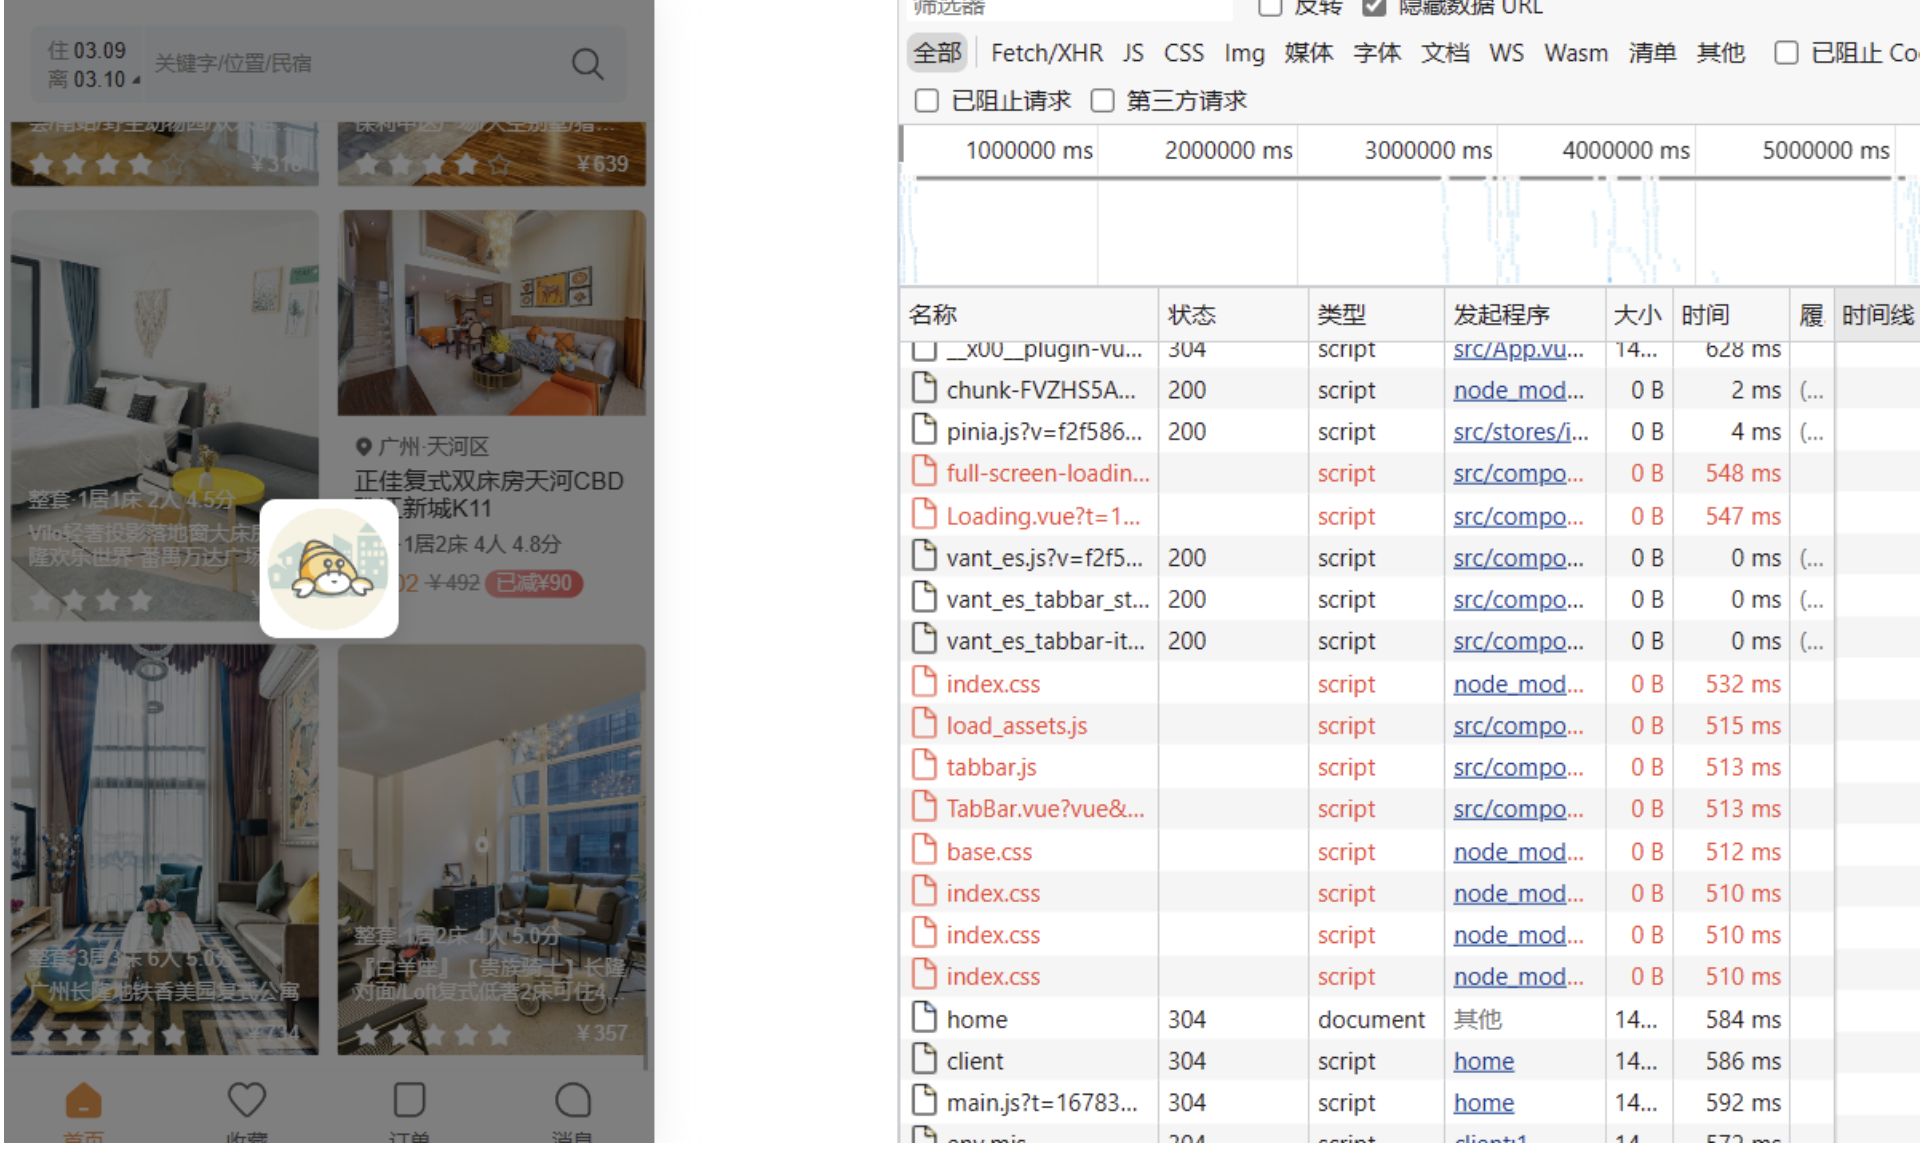 住 03.09
离 03.10
关键字/位置/民宿
¥318
¥639
广州·天河区
正佳复式双床房天河CBD
新城K11
整套·1居1床 2人 4.5分
Vilo轻奢投影落地窗大床房
隆欢乐世界 番禺万达广场
·1居2床 4人 4.8分
02 ¥492 已减¥90
整套·3居3床 6人 5.0分
广州长隆地铁香美园复式公寓
¥734
整套·1居2床 4人 5.0分
『白羊座』【贵族骑士】长隆
对面/Loft复式低奢2床可住4...
¥357
首页
收藏
订单
消息
筛选器 反转 隐藏数据 URL
全部 Fetch/XHR JS CSS Img 媒体 字体 文档 WS Wasm 清单 其他 已阻止 Co
已阻止请求 第三方请求
1000000 ms 2000000 ms 3000000 ms 4000000 ms 5000000 ms
名称 状态 类型 发起程序 大小 时间 履 时间线
__x00__plugin-vu... 304 script src/App.vu... 14... 628 ms
chunk-FVZHS5A... 200 script node_mod... 0 B 2 ms (...
pinia.js?v=f2f586... 200 script src/stores/i... 0 B 4 ms (...
full-screen-loadin... script src/compo... 0 B 548 ms
Loading.vue?t=1... script src/compo... 0 B 547 ms
vant_es.js?v=f2f5... 200 script src/compo... 0 B 0 ms (...
vant_es_tabbar_st... 200 script src/compo... 0 B 0 ms (...
vant_es_tabbar-it... 200 script src/compo... 0 B 0 ms (...
index.css script node_mod... 0 B 532 ms
load_assets.js script src/compo... 0 B 515 ms
tabbar.js script src/compo... 0 B 513 ms
TabBar.vue?vue&... script src/compo... 0 B 513 ms
base.css script node_mod... 0 B 512 ms
index.css script node_mod... 0 B 510 ms
index.css script node_mod... 0 B 510 ms
index.css script node_mod... 0 B 510 ms
home 304 document 其他 14... 584 ms
client 304 script home 14... 586 ms
main.js?t=16783... 304 script home 14... 592 ms
env.mjs 304 script client:1 14... 572 ms